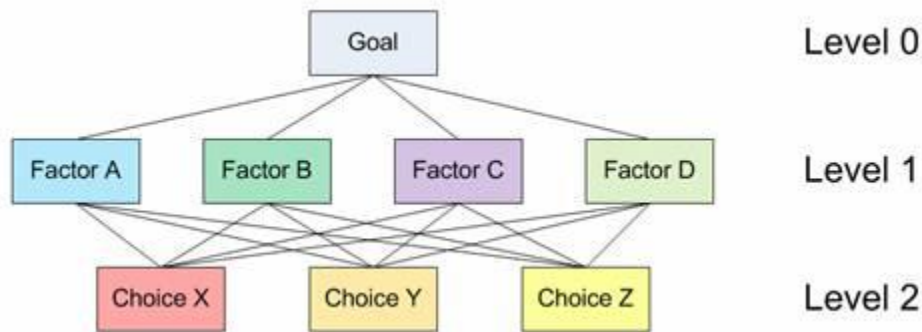 Goal
Level 0
Factor A
Factor B
Factor C
Factor D
Level 1
Choice X
Choice Y
Choice Z
Level 2